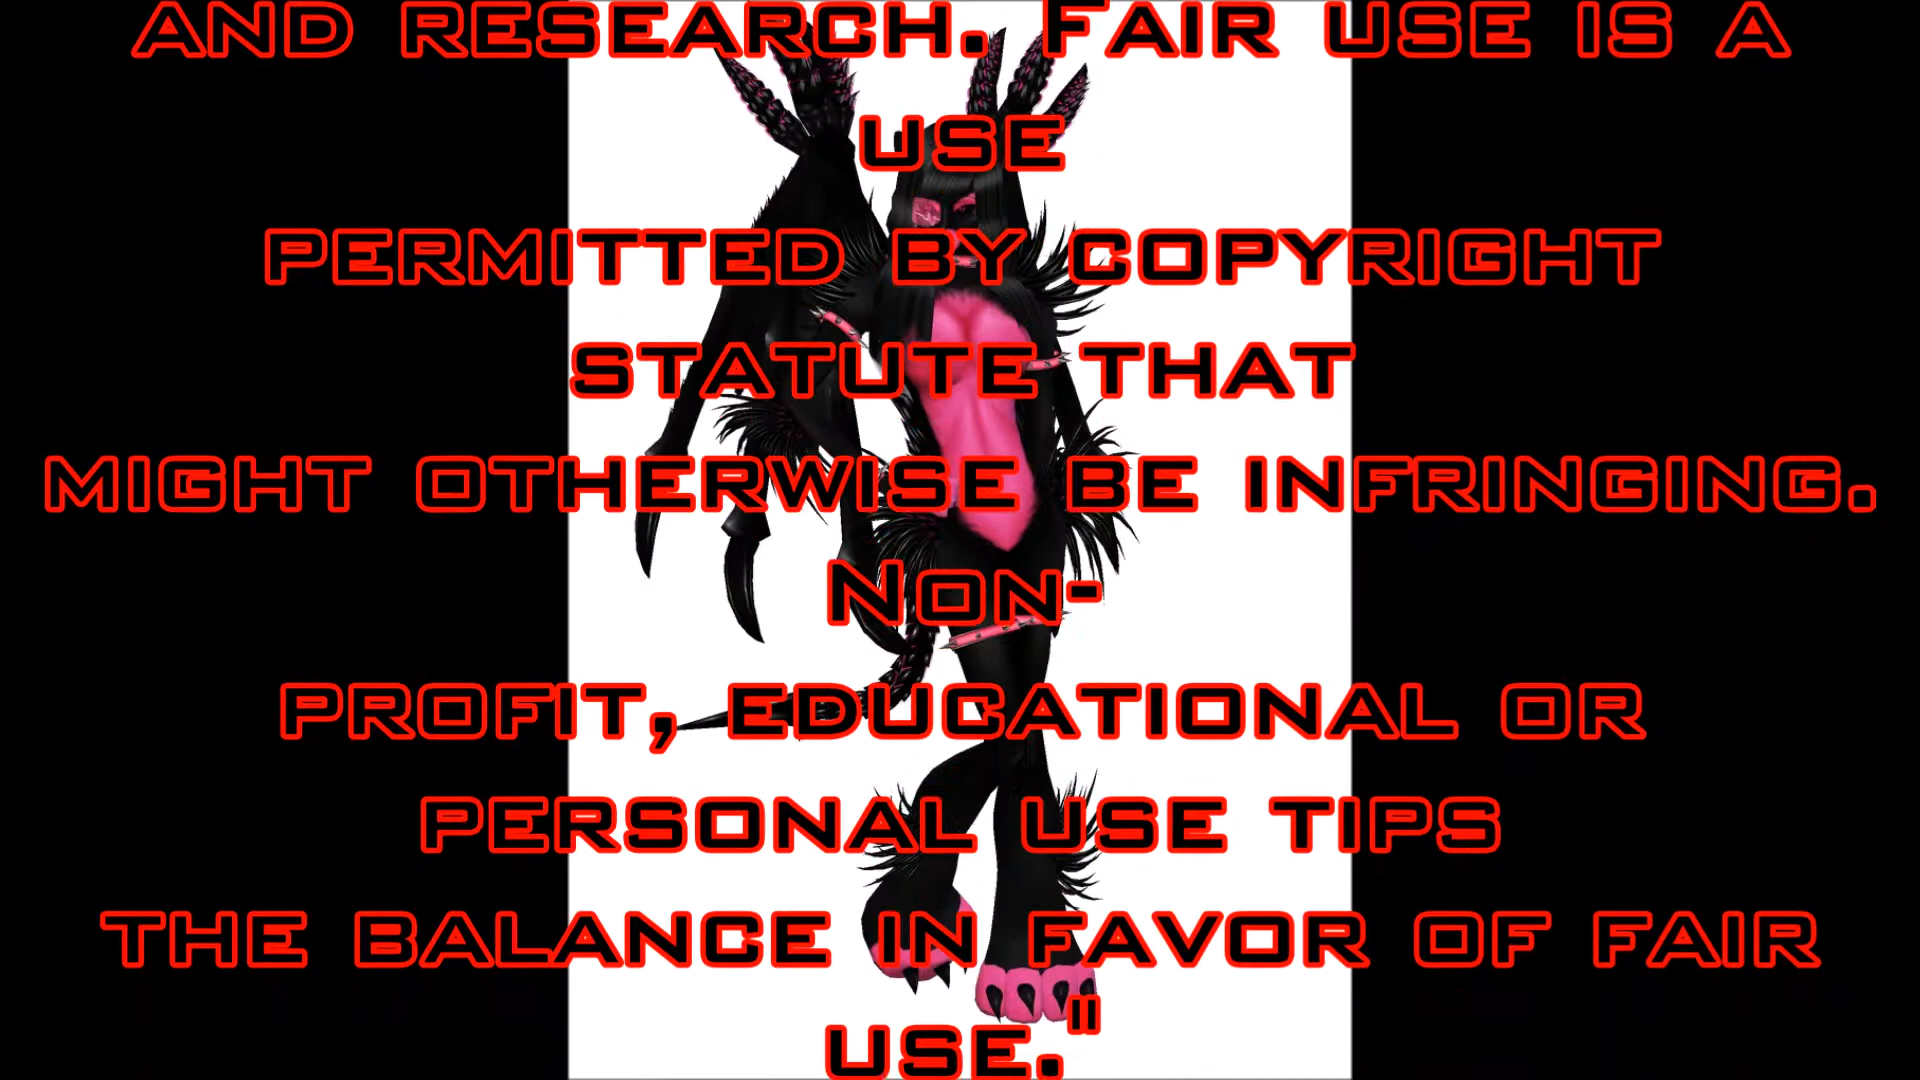 and research. Fair use is a
use
permitted by copyright
statute that
might otherwise be infringing.
Non-
profit, educational or
personal use tips
the balance in favor of fair
use."